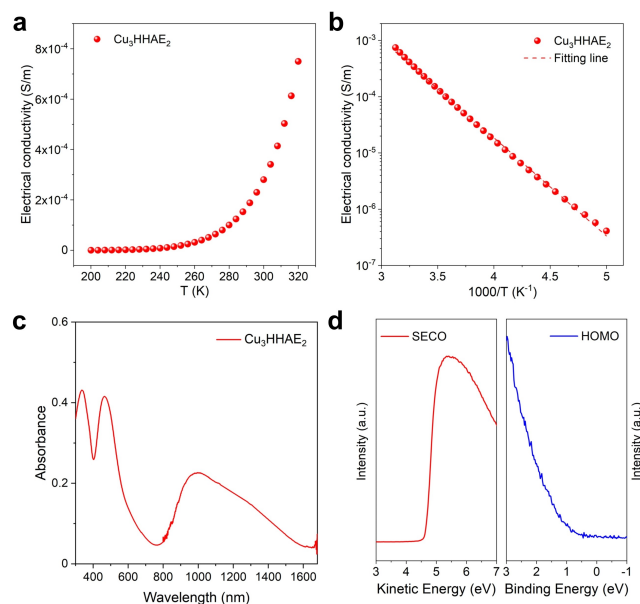 a
Cu₃HHAE₂
8x10⁻⁴
6x10⁻⁴
4x10⁻⁴
2x10⁻⁴
0
Electrical conductivity (S/m)
200 220 240 260 280 300 320
T (K)
b
Cu₃HHAE₂
Fitting line
10⁻³
10⁻⁴
10⁻⁵
10⁻⁶
10⁻⁷
Electrical conductivity (S/m)
3 3.5 4 4.5 5
1000/T (K⁻¹)
c
Cu₃HHAE₂
0.6
0.4
0.2
0
Absorbance
400 600 800 1000 1200 1400 1600
Wavelength (nm)
d
SECO
HOMO
Intensity (a.u.)
Intensity (a.u.)
3 4 5 6 7
3 2 1 0 -1
Kinetic Energy (eV)
Binding Energy (eV)